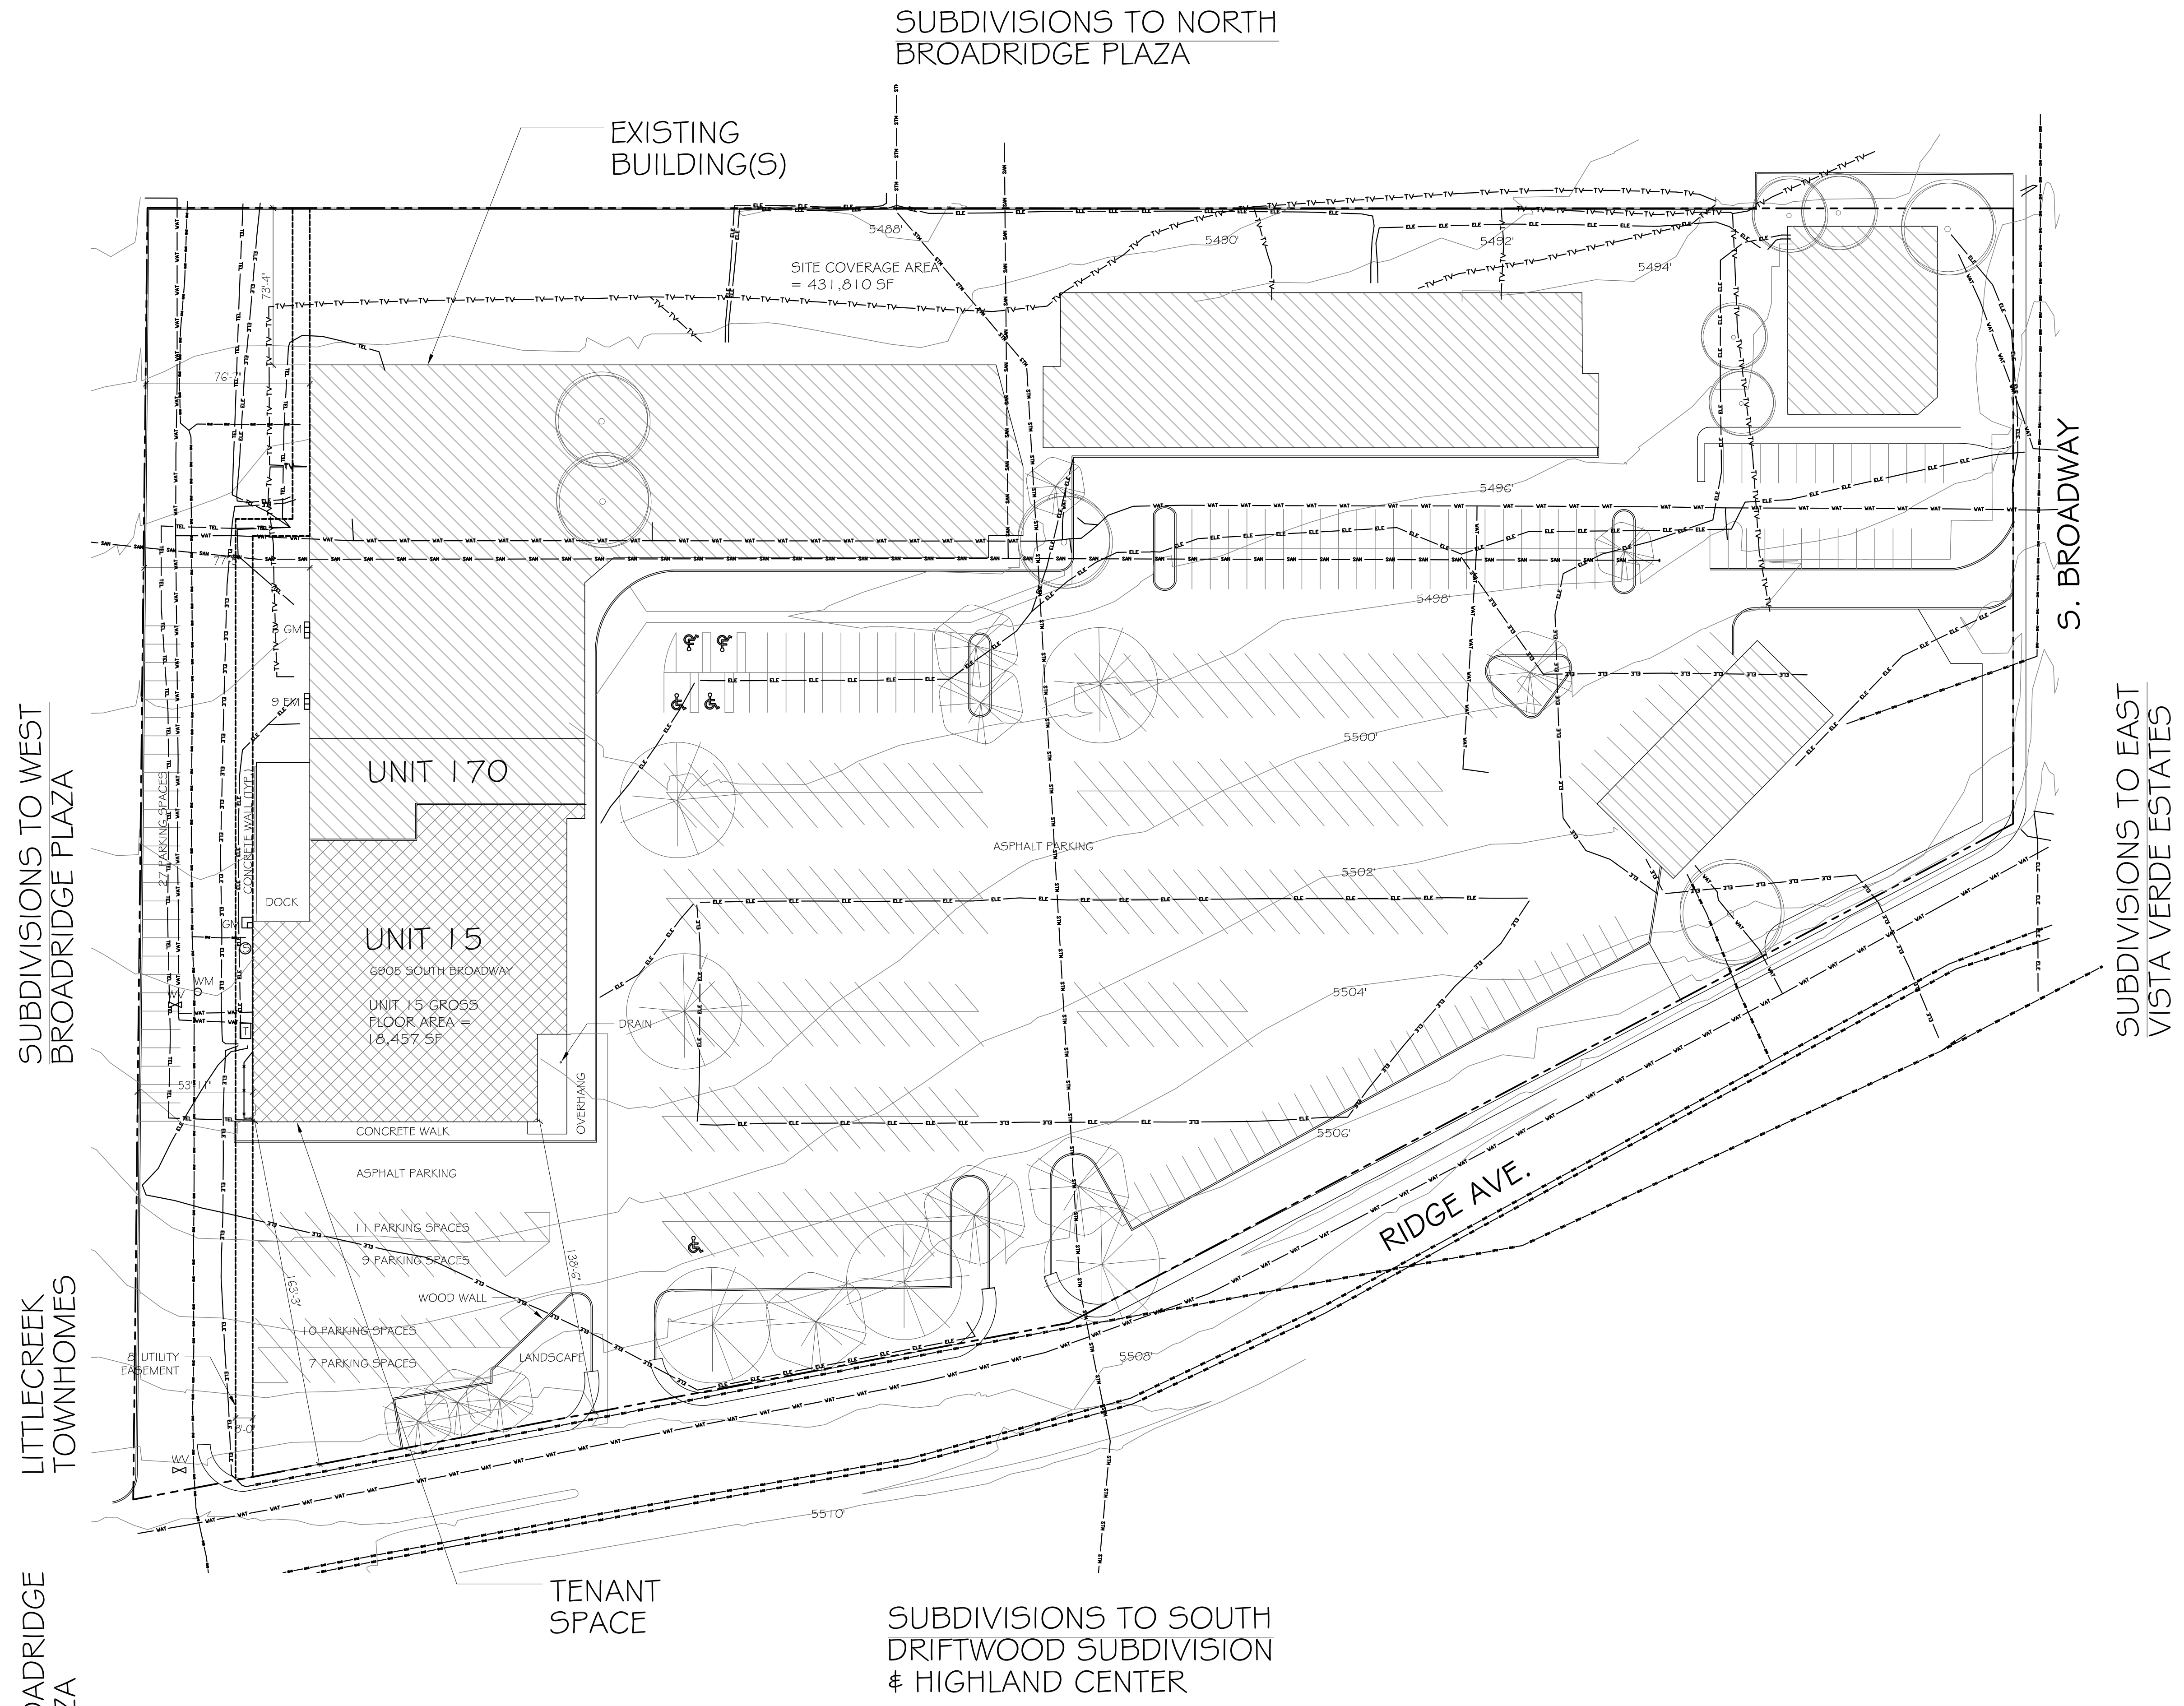 SUBDIVISIONS TO NORTH
BROADRIDGE PLAZA
EXISTING
BUILDING(S)
5488'
5490'
5492'
5494'
SITE COVERAGE AREA
= 431,810 SF
73'-4"
76'-7"
S. BROADWAY
5496'
5498'
GM
9 EM
5500'
UNIT 170
27 PARKING SPACES
CONCRETE WALL (TYP.)
ASPHALT PARKING
5502'
DOCK
GM
UNIT 15
6905 SOUTH BROADWAY
UNIT 15 GROSS
FLOOR AREA =
18,457 SF
WM
WV
T
DRAIN
5504'
53'-11"
OVERHANG
CONCRETE WALK
5506'
ASPHALT PARKING
11 PARKING SPACES
9 PARKING SPACES
163'-3"
138'-6"
WOOD WALL
10 PARKING SPACES
7 PARKING SPACES
LANDSCAPE
8' UTILITY
EASEMENT
8'-0"
WV
RIDGE AVE.
5508'
5510'
SUBDIVISIONS TO WEST
BROADRIDGE PLAZA
LITTLECREEK
TOWNHOMES
SUBDIVISIONS TO EAST
VISTA VERDE ESTATES
TENANT
SPACE
SUBDIVISIONS TO SOUTH
DRIFTWOOD SUBDIVISION
& HIGHLAND CENTER